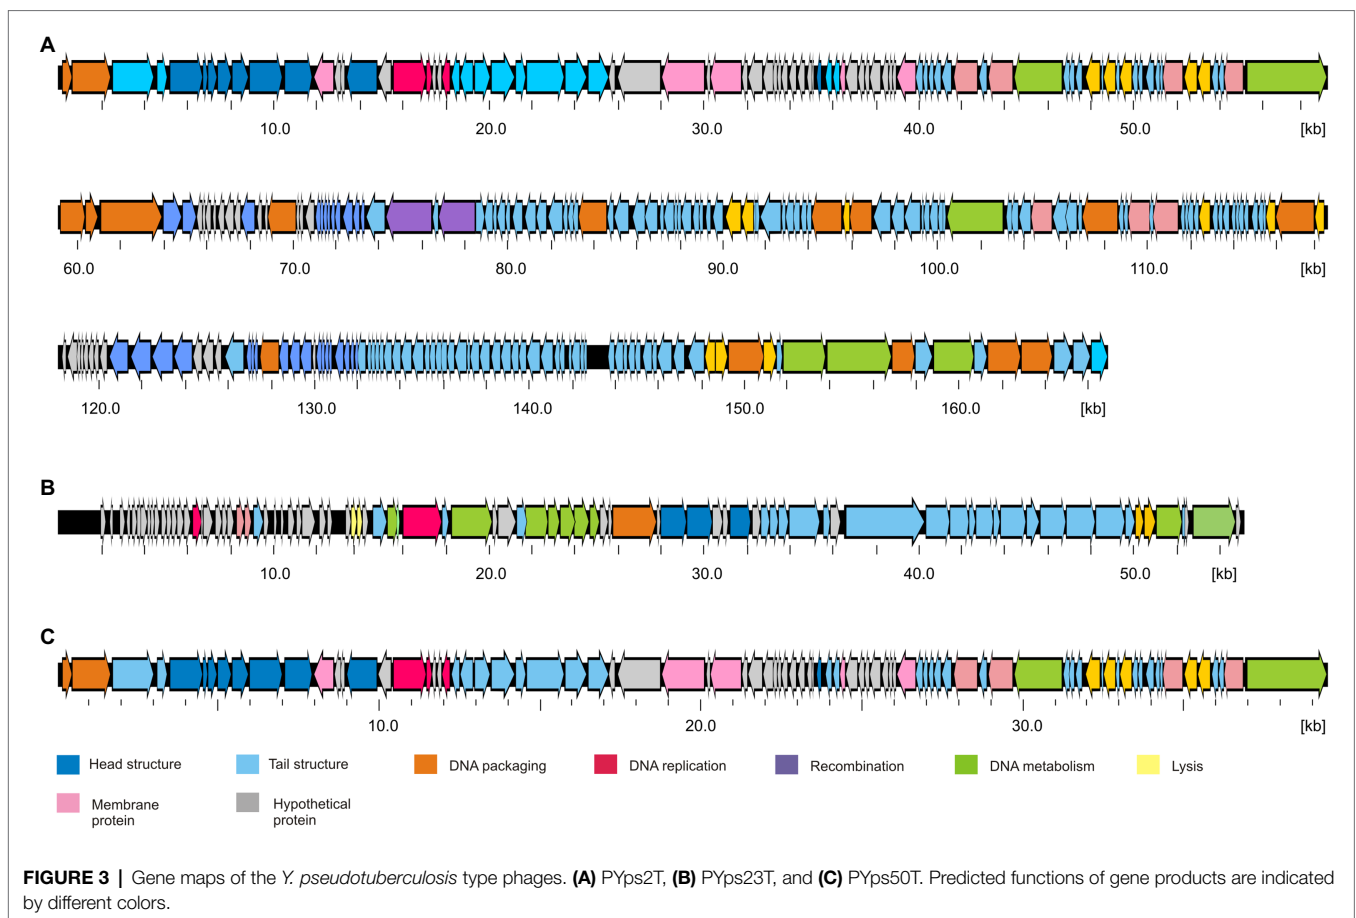 A
10.0 20.0 30.0 40.0 50.0 [kb]
60.0 70.0 80.0 90.0 100.0 110.0 [kb]
120.0 130.0 140.0 150.0 160.0 [kb]
B
10.0 20.0 30.0 40.0 50.0 [kb]
C
10.0 20.0 30.0 [kb]
Head structure Tail structure DNA packaging DNA replication Recombination DNA metabolism Lysis
Membrane
protein
Hypothetical
protein
FIGURE 3 | Gene maps of the Y. pseudotuberculosis type phages. (A) PYps2T, (B) PYps23T, and (C) PYps50T. Predicted functions of gene products are indicated
by different colors.